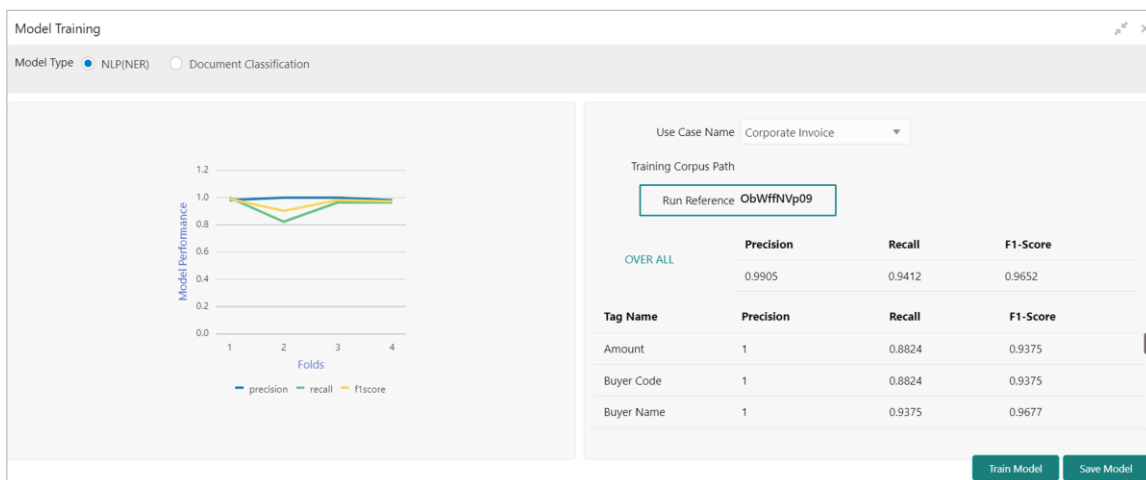 Model Training
Model Type NLP(NER) Document Classification
1.2
1.0
0.8
0.6
0.4
0.2
0.0
Model Performance
1 2 3 4
Folds
precision recall f1score
Use Case Name Corporate Invoice
Training Corpus Path
Run Reference ObWffNVp09
OVER ALL
Precision Recall F1-Score
0.9905 0.9412 0.9652
Tag Name Precision Recall F1-Score
Amount 1 0.8824 0.9375
Buyer Code 1 0.8824 0.9375
Buyer Name 1 0.9375 0.9677
Train Model Save Model